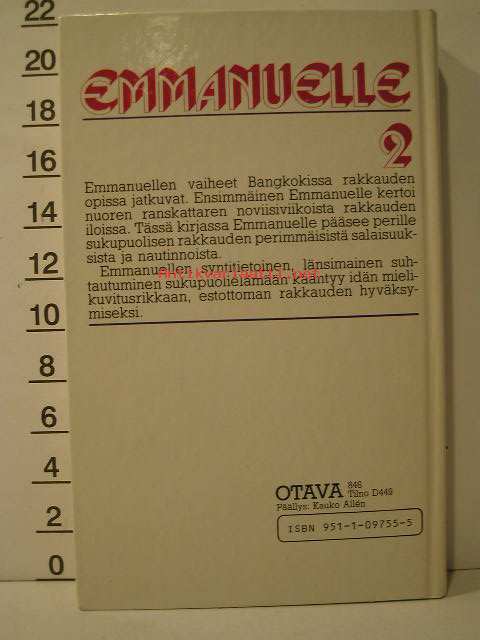 22
20
18
16
14
12
10
8
6
4
2
0
EMMANUELLE
2
Emmanuellen vaiheet Bangkokissa rakkauden
opissa jatkuvat. Ensimmäinen Emmanuelle kertoi
nuoren ranskattaren noviisiviikoista rakkauden
iloissa. Tässä kirjassa Emmanuelle pääsee perille
sukupuolisen rakkauden perimmäisistä salaisuuk-
sista ja nautinnoista.
Emmanuellen syntitietoinen, länsimainen suh-
tautuminen sukupuolielämään kääntyy idän mieli-
kuvitusrikkaan, estottoman rakkauden hyväksy-
miseksi.
OTAVA 846
Tilno D449
Päällys: Kauko Ailén
ISBN 951-1-09755-5